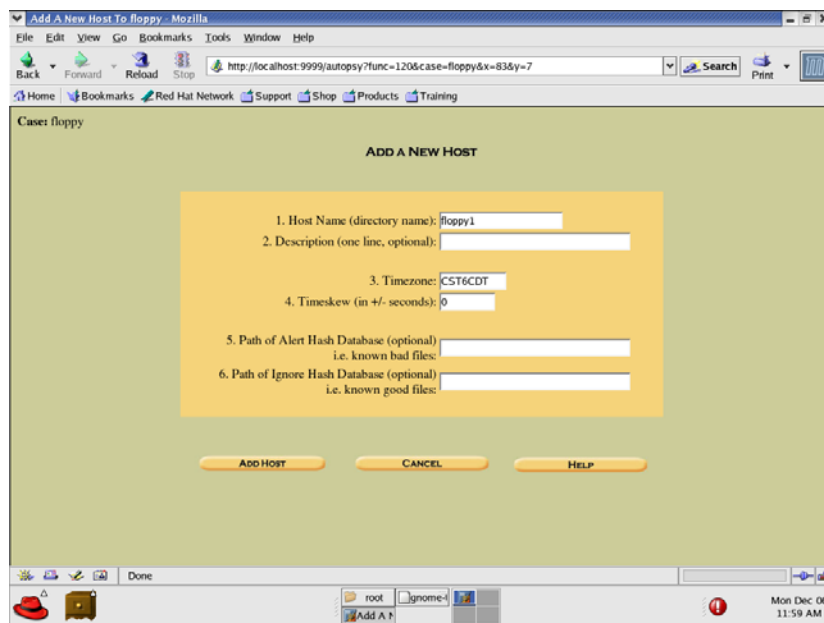 Add A New Host To floppy - Mozilla
File Edit View Go Bookmarks Tools Window Help
Back Forward Reload Stop http://localhost:9999/autopsy?func=120&case=floppy&x=83&y=7 Search Print
Home Bookmarks Red Hat Network Support Shop Products Training
Case: floppy
ADD A NEW HOST
1. Host Name (directory name): floppy1
2. Description (one line, optional):
3. Timezone: CST6CDT
4. Timeskew (in +/- seconds): 0
5. Path of Alert Hash Database (optional)
i.e. known bad files:
6. Path of Ignore Hash Database (optional)
i.e. known good files:
ADD HOST CANCEL HELP
Done
root gnome-
Add A
Mon Dec
11:59 AM